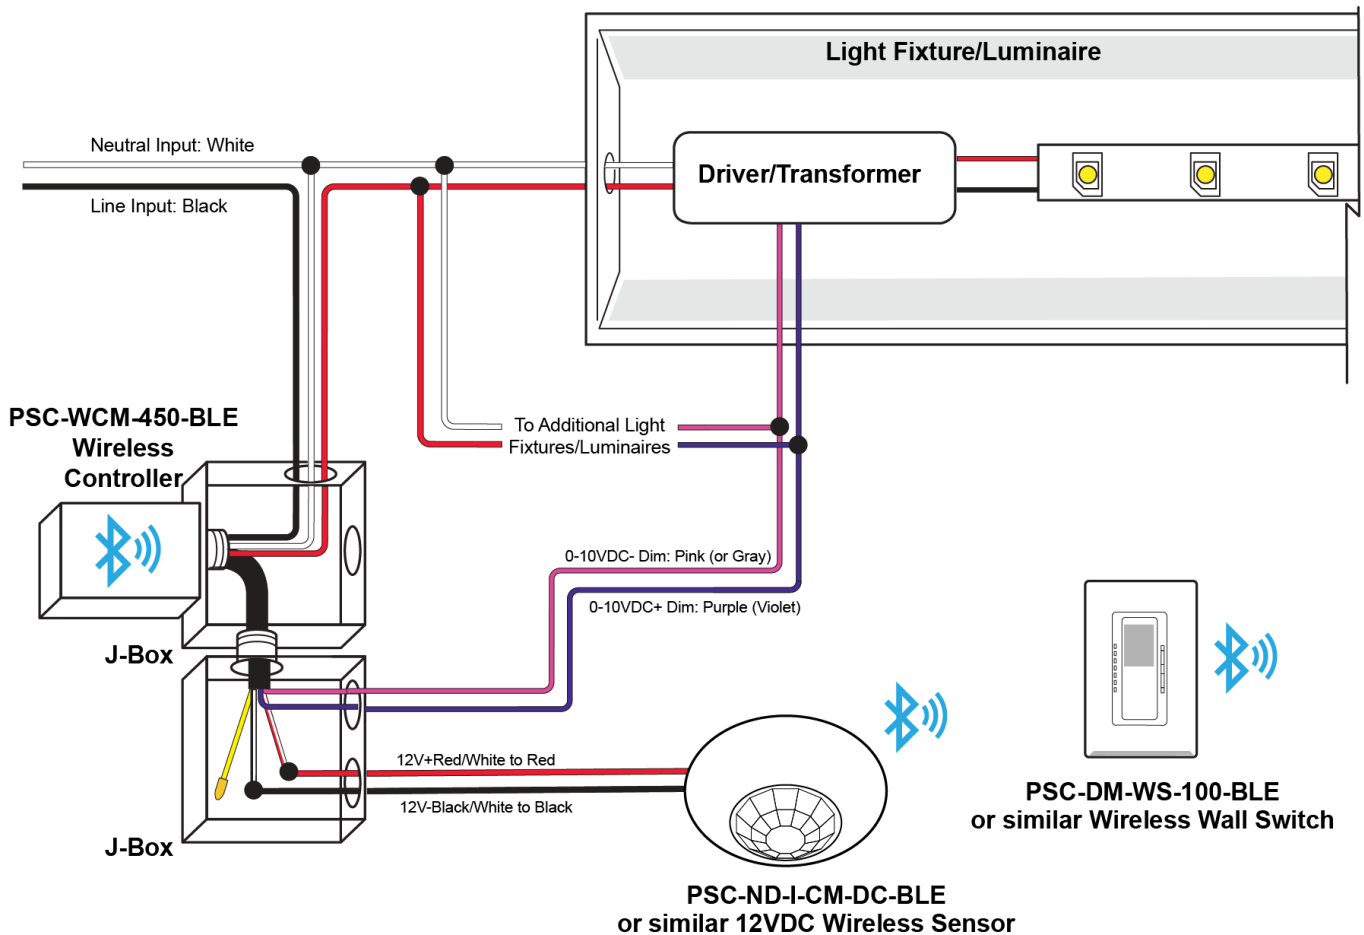 Light Fixture/Luminaire
Neutral Input: White
Driver/Transformer
Line Input: Black
PSC-WCM-450-BLE
Wireless
Controller
To Additional Light
Fixtures/Luminaires
0-10VDC- Dim: Pink (or Gray)
0-10VDC+ Dim: Purple (Violet)
J-Box
12V+Red/White to Red
12V-Black/White to Black
J-Box
PSC-DM-WS-100-BLE
or similar Wireless Wall Switch
PSC-ND-I-CM-DC-BLE
or similar 12VDC Wireless Sensor